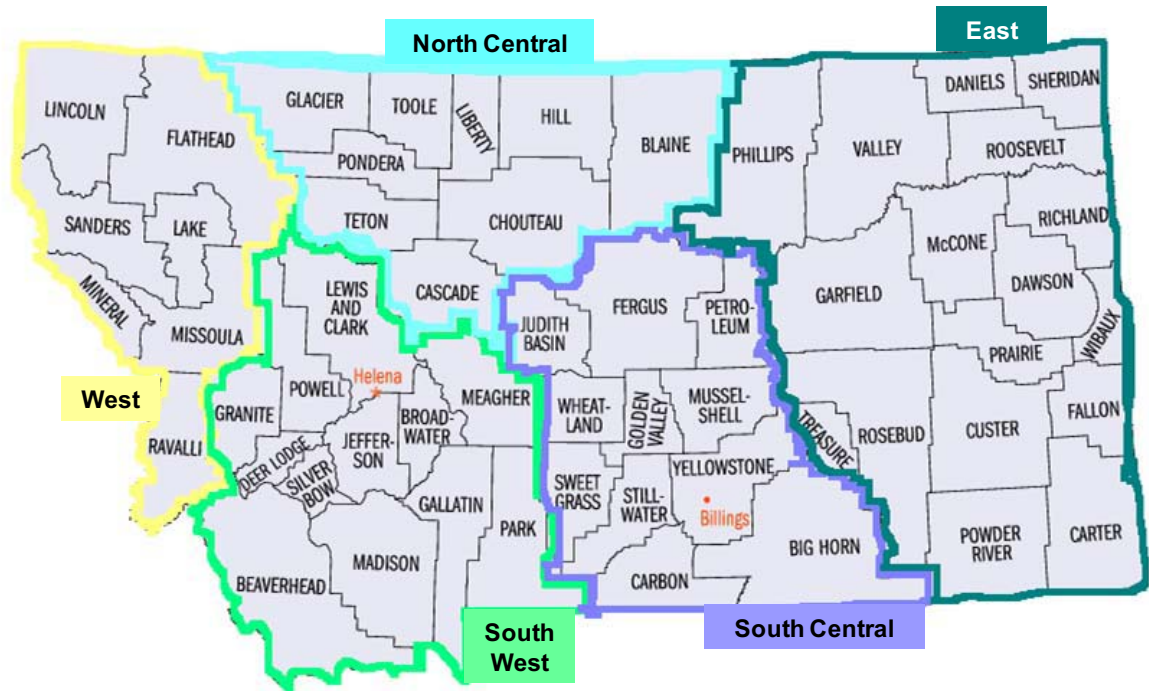 North Central
East
GLACIER
TOOLE
LIBERTY
HILL
BLAINE
DANIELS
SHERIDAN
LINCOLN
FLATHEAD
PONDERA
PHILLIPS
VALLEY
ROOSEVELT
SANDERS
LAKE
TETON
CHOUTEAU
RICHLAND
McCONE
MINERAL
MISSOULA
LEWIS
AND
CLARK
CASCADE
JUDITH
BASIN
FERGUS
PETRO-
LEUM
GARFIELD
DAWSON
WIBAUX
PRAIRIE
West
Helena
POWELL
GRANITE
MEAGHER
BROAD-
WATER
JEFFER-
SON
WHEAT-
LAND
GOLDEN
VALLEY
MUSSEL-
SHELL
TREASURE
ROSEBUD
CUSTER
FALLON
RAVALLI
DEER LODGE
SILVER
BOW
GALLATIN
PARK
SWEET
GRASS
STILL-
WATER
YELLOWSTONE
Billings
BEAVERHEAD
MADISON
CARBON
BIG HORN
POWDER
RIVER
CARTER
South
West
South Central